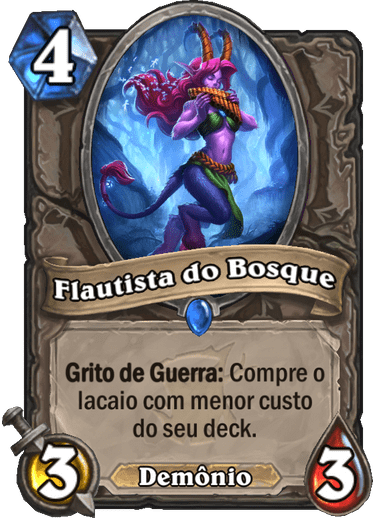 4
Flautista do Bosque
Grito de Guerra: Compre o
lacaio com menor custo
do seu deck.
3
Demônio
3